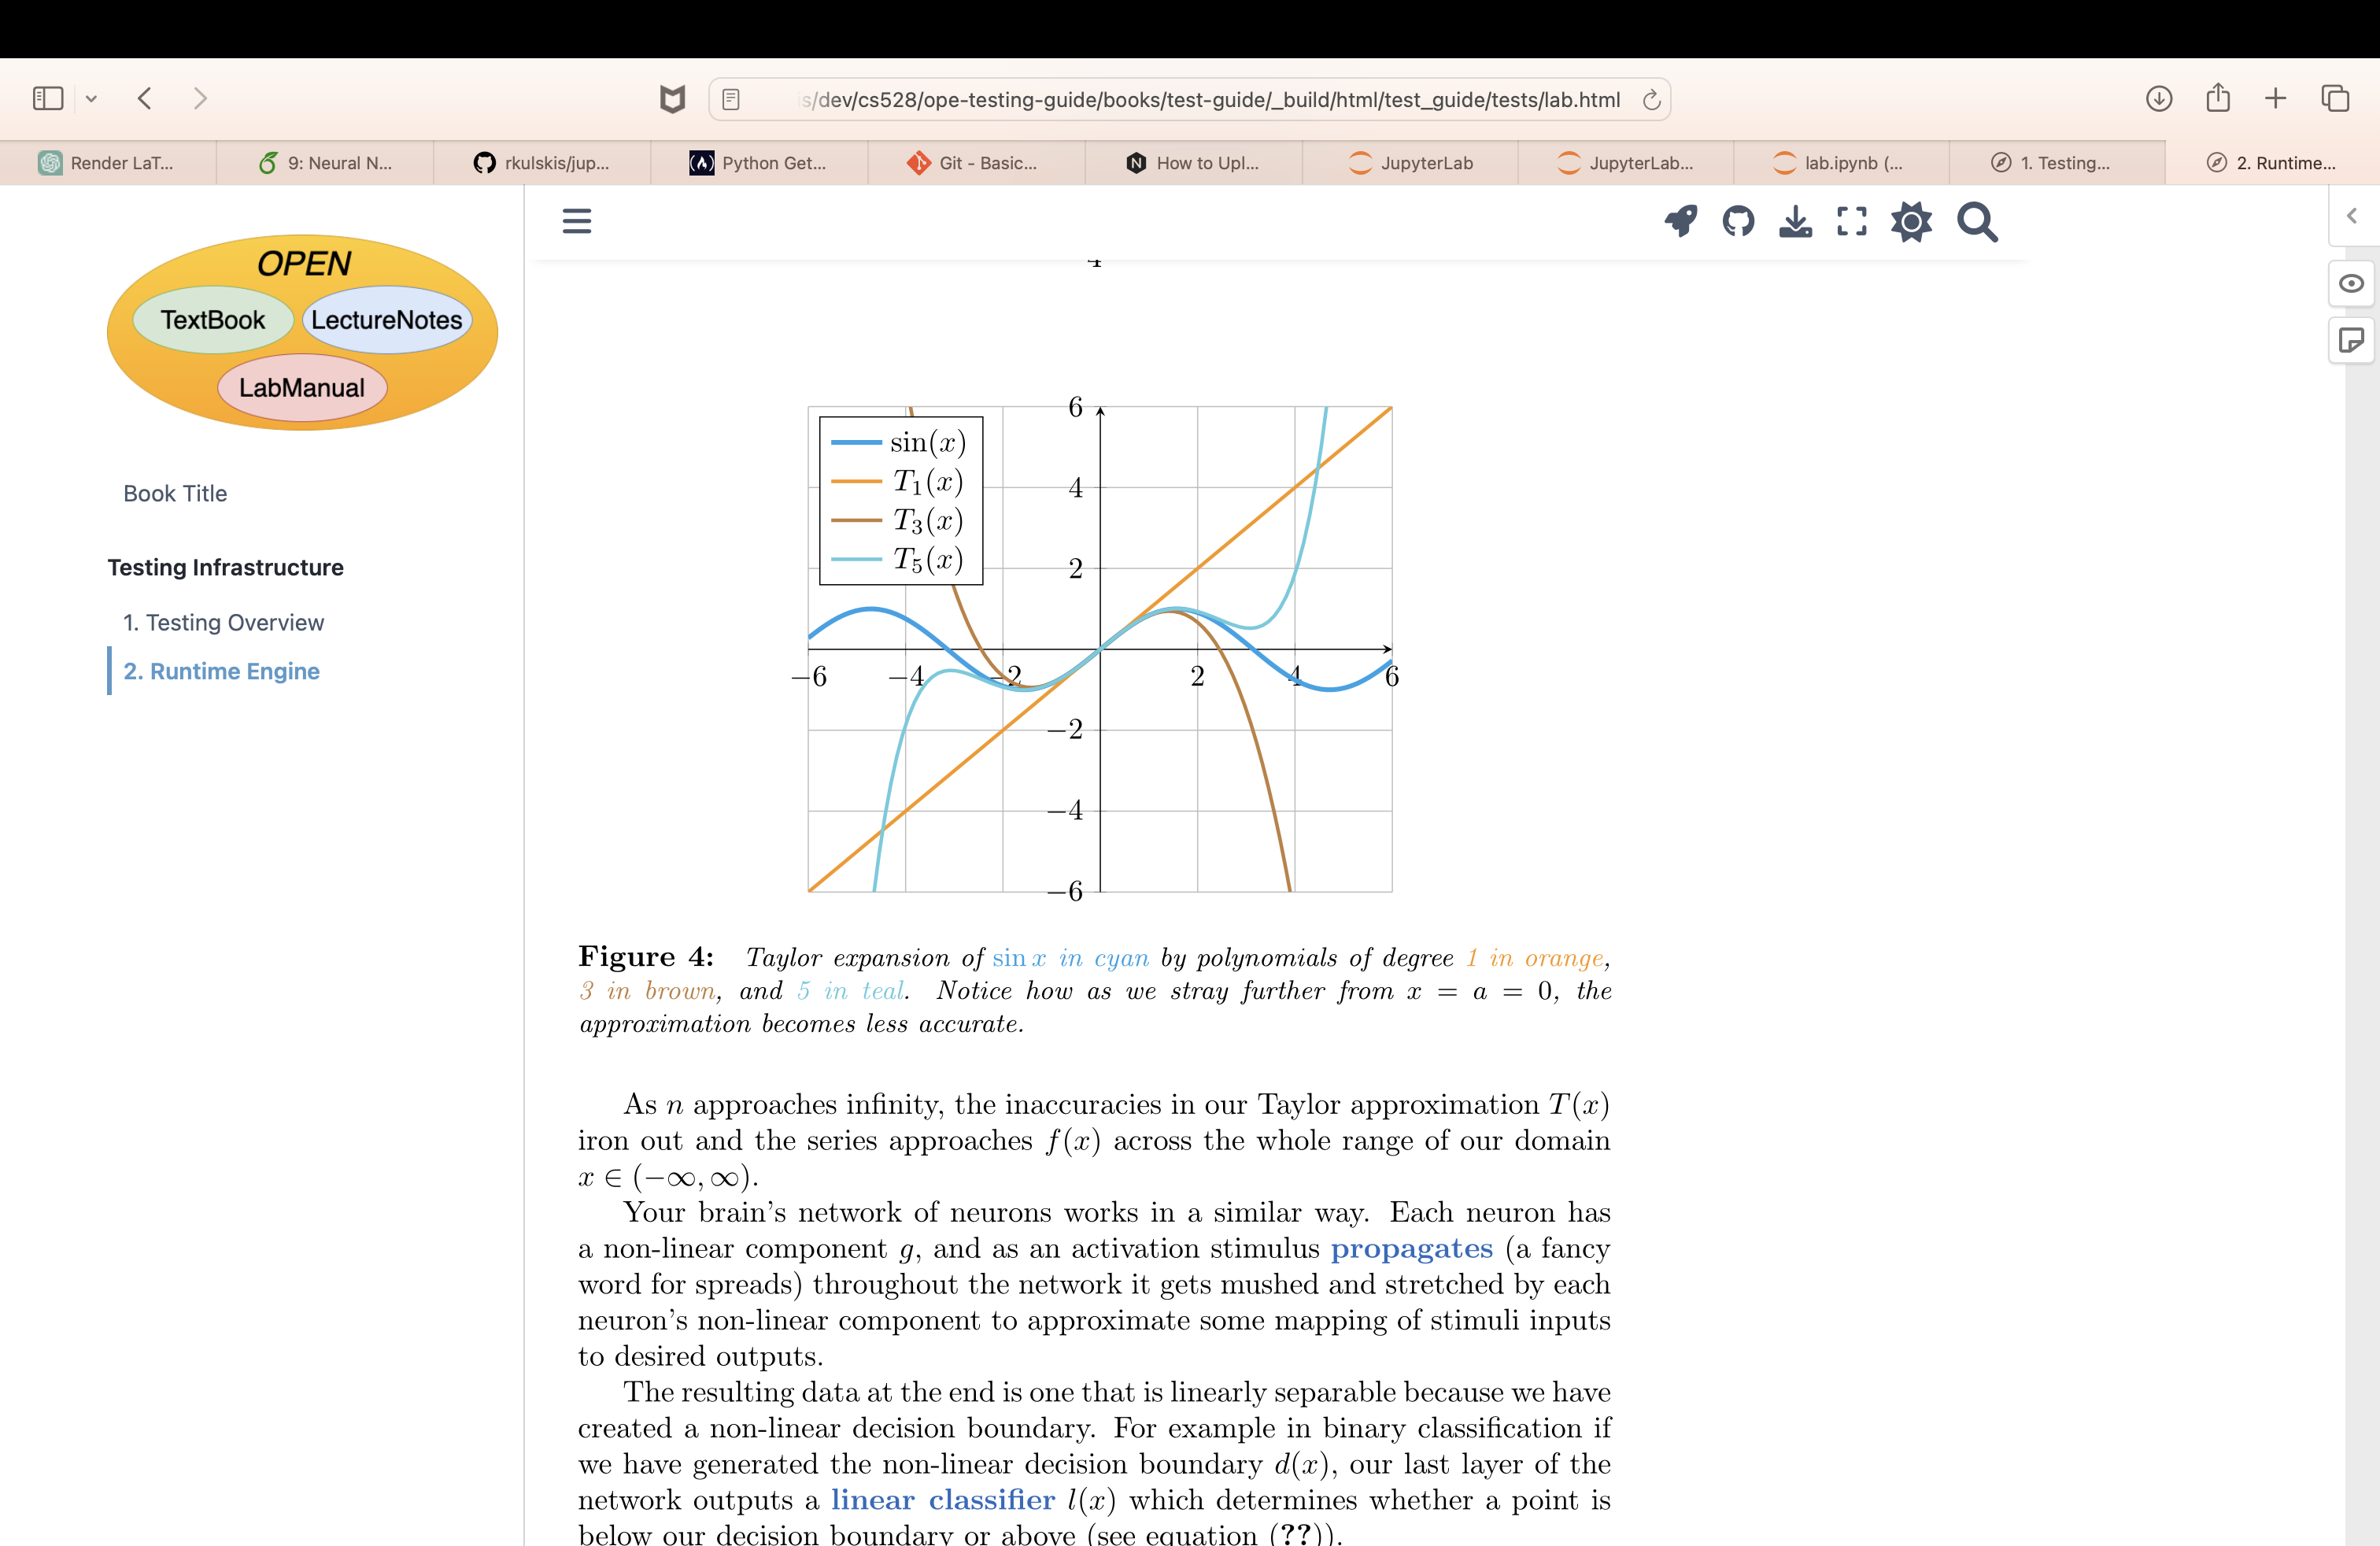 is/dev/cs528/ope-testing-guide/books/test-guide/_build/html/test_guide/tests/lab.html
Render LaT...
9: Neural N...
rkulskis/jup...
Python Get...
Git - Basic...
How to Upl...
JupyterLab
JupyterLab...
lab.ipynb (...
1. Testing...
2. Runtime...
OPEN
TextBook
LectureNotes
LabManual
Book Title
Testing Infrastructure
1. Testing Overview
2. Runtime Engine
sin(x)
T₁(x)
T₃(x)
T₅(x)
6
4
2
−6
−4
−2
2
4
6
−2
−4
−6
Figure 4: Taylor expansion of sin x in cyan by polynomials of degree 1 in orange,
3 in brown, and 5 in teal. Notice how as we stray further from x = a = 0, the
approximation becomes less accurate.
As n approaches infinity, the inaccuracies in our Taylor approximation T(x)
iron out and the series approaches f(x) across the whole range of our domain
x ∈ (−∞, ∞).
Your brain's network of neurons works in a similar way. Each neuron has
a non-linear component g, and as an activation stimulus propagates (a fancy
word for spreads) throughout the network it gets mushed and stretched by each
neuron's non-linear component to approximate some mapping of stimuli inputs
to desired outputs.
The resulting data at the end is one that is linearly separable because we have
created a non-linear decision boundary. For example in binary classification if
we have generated the non-linear decision boundary d(x), our last layer of the
network outputs a linear classifier l(x) which determines whether a point is
below our decision boundary or above (see equation (??)).